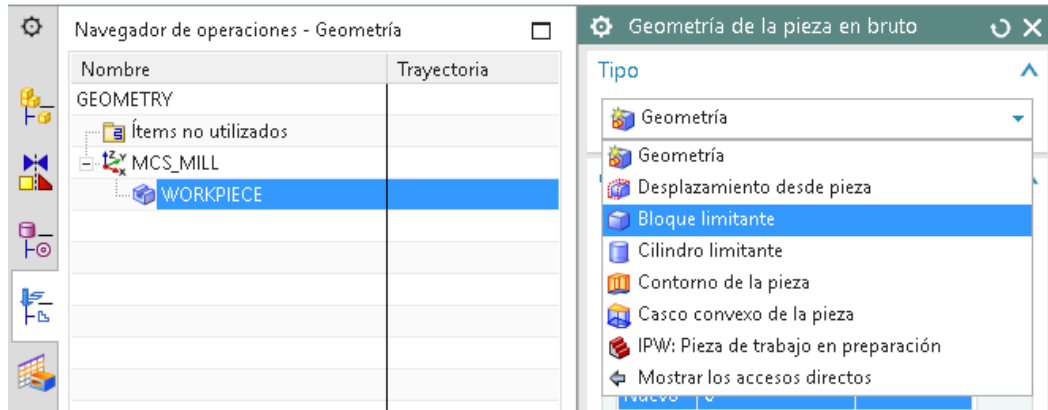 Navegador de operaciones - Geometría
Nombre Trayectoria
GEOMETRY
Ítems no utilizados
MCS_MILL
WORKPIECE
Geometría de la pieza en bruto
Tipo
Geometría
Geometría
Desplazamiento desde pieza
Bloque limitante
Cilindro limitante
Contorno de la pieza
Casco convexo de la pieza
IPW: Pieza de trabajo en preparación
Mostrar los accesos directos